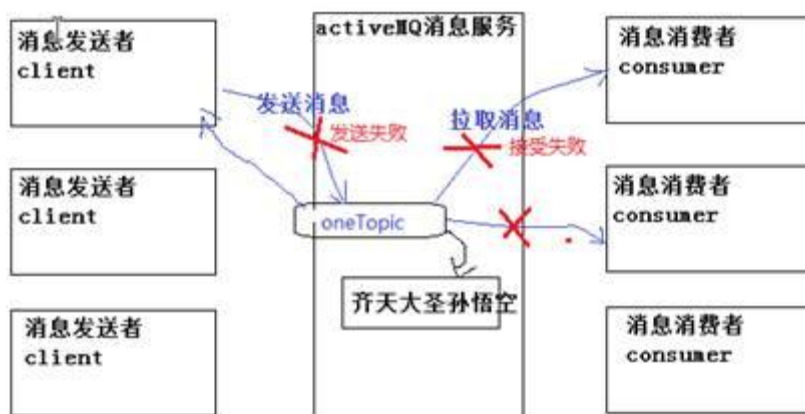 消息发送者
client
activeMQ消息服务
消息消费者
consumer
发送消息
发送失败
拉取消息
接受失败
消息发送者
client
oneTopic
消息消费者
consumer
齐天大圣孙悟空
消息发送者
client
消息消费者
consumer